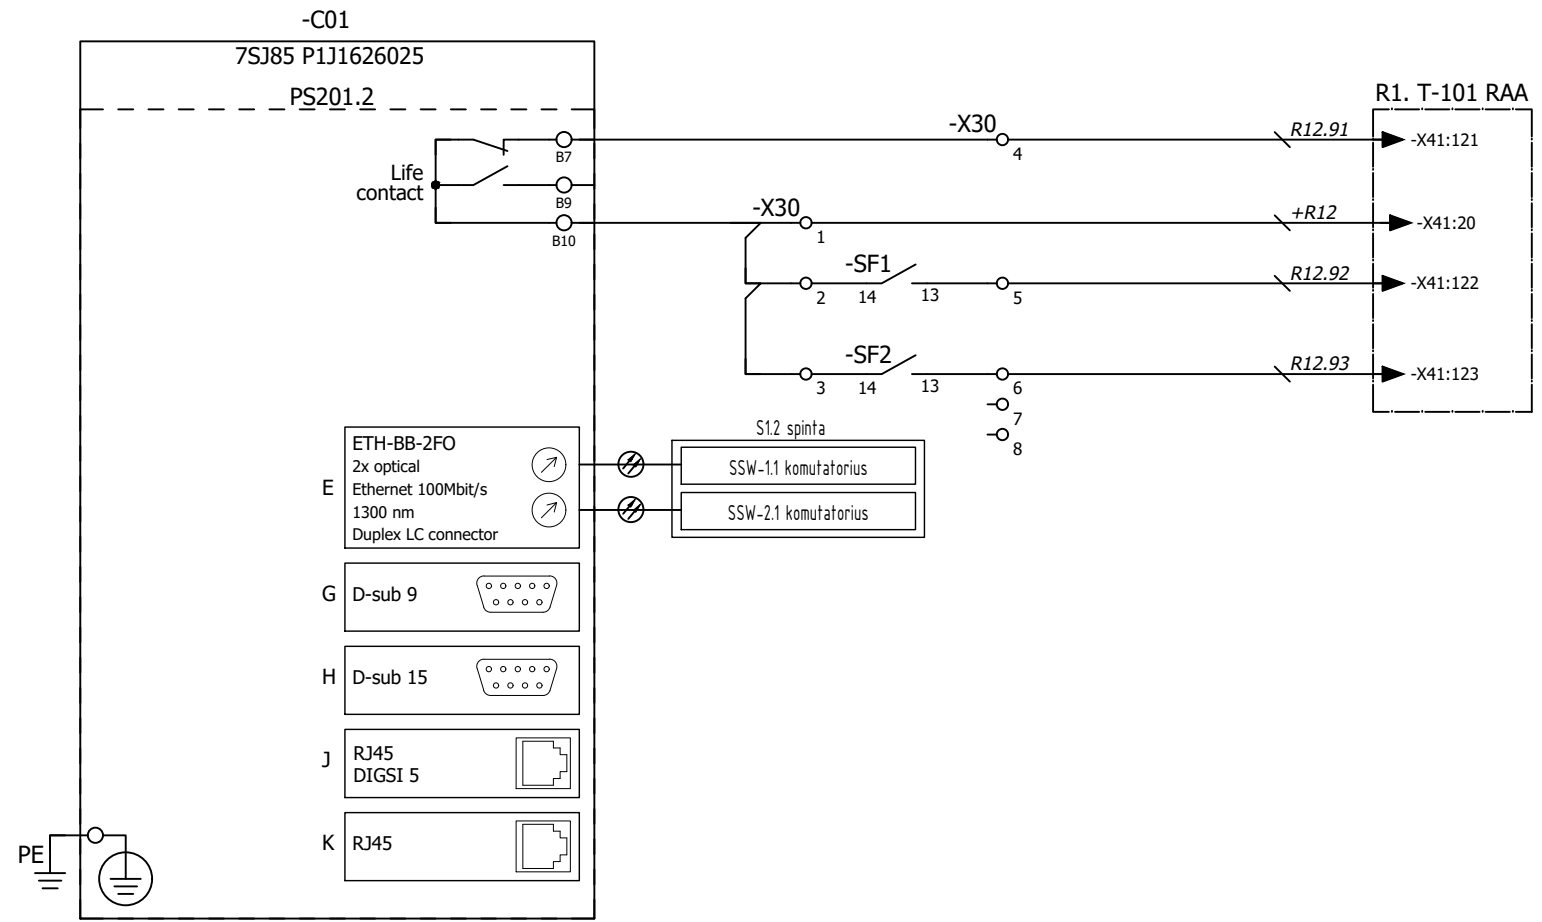 -C01
7SJ85 P1J1626025
PS201.2
R1. T-101 RAA
Life
contact
B7
B9
B10
-X30
4
R12.91
-X41:121
-X30
1
+R12
-X41:20
-SF1
2
14
13
5
R12.92
-X41:122
-SF2
3
14
13
6
R12.93
-X41:123
7
8
E
ETH-BB-2FO
2x optical
Ethernet 100Mbit/s
1300 nm
Duplex LC connector
S1.2 spinta
SSW-1.1 komutatorius
SSW-2.1 komutatorius
G
D-sub 9
H
D-sub 15
J
RJ45
DIGSI 5
K
RJ45
PE